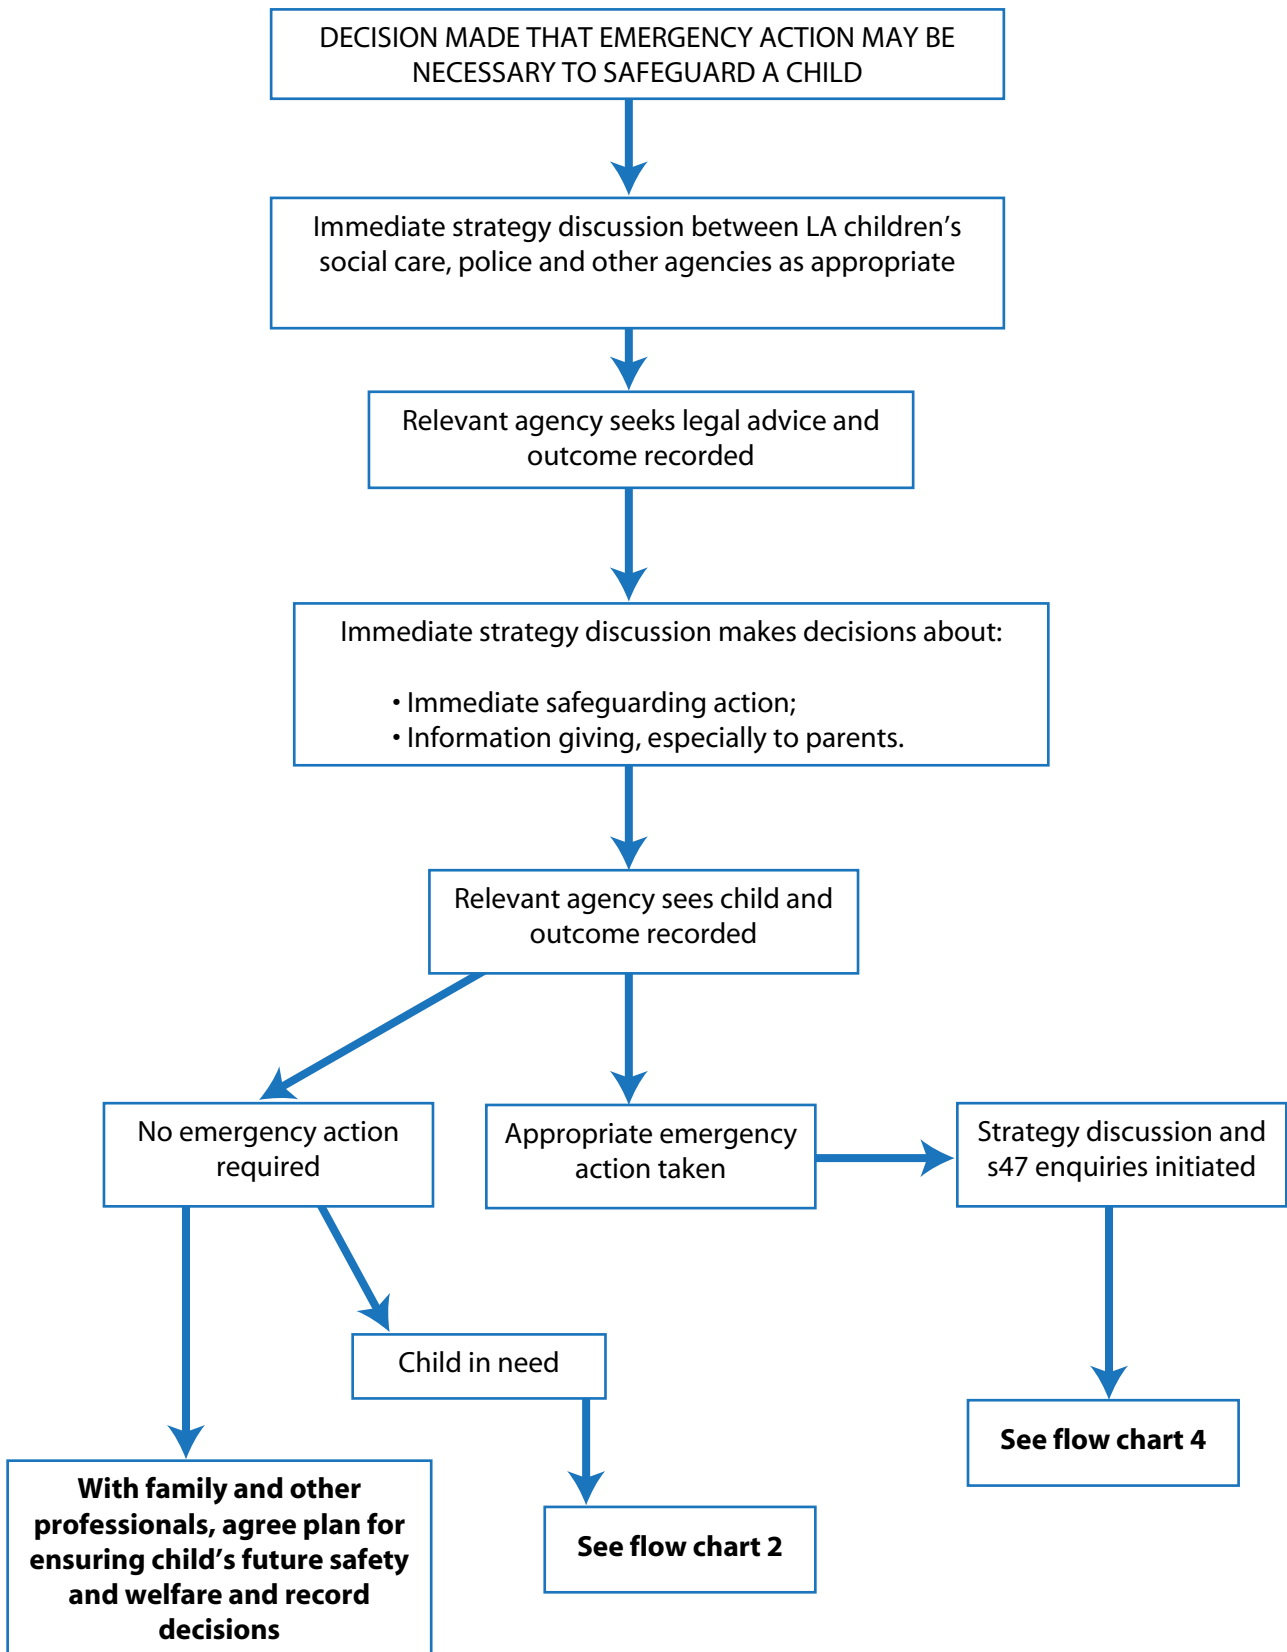 DECISION MADE THAT EMERGENCY ACTION MAY BE
NECESSARY TO SAFEGUARD A CHILD
Immediate strategy discussion between LA children’s
social care, police and other agencies as appropriate
Relevant agency seeks legal advice and
outcome recorded
Immediate strategy discussion makes decisions about:
• Immediate safeguarding action;
• Information giving, especially to parents.
Relevant agency sees child and
outcome recorded
No emergency action
required
Appropriate emergency
action taken
Strategy discussion and
s47 enquiries initiated
Child in need
See flow chart 4
With family and other
professionals, agree plan for
ensuring child’s future safety
and welfare and record
decisions
See flow chart 2